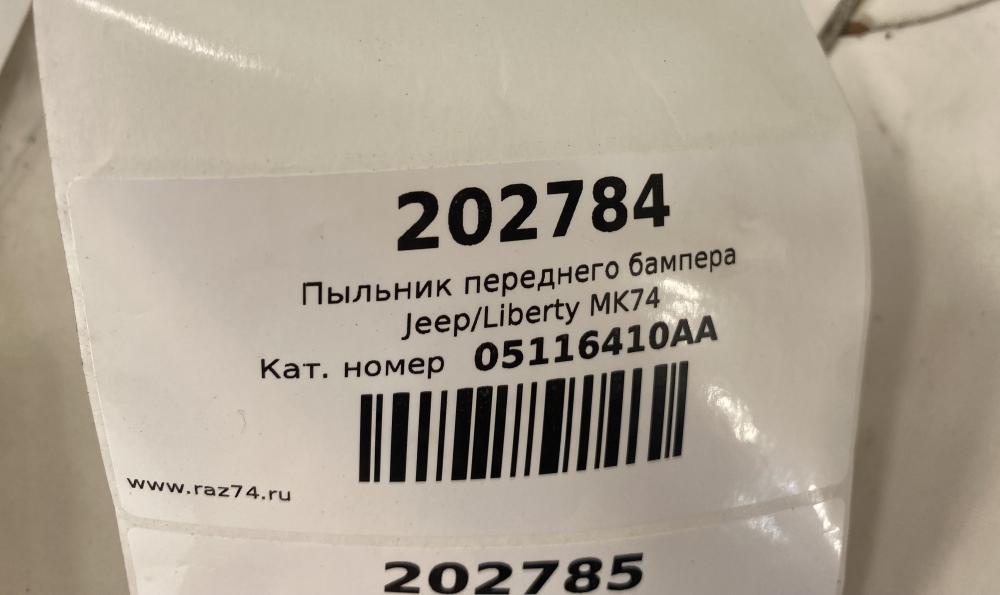 202784
Пыльник переднего бампера
Jeep/Liberty MK74
Кат. номер 05116410AA
www.raz74.ru
202785